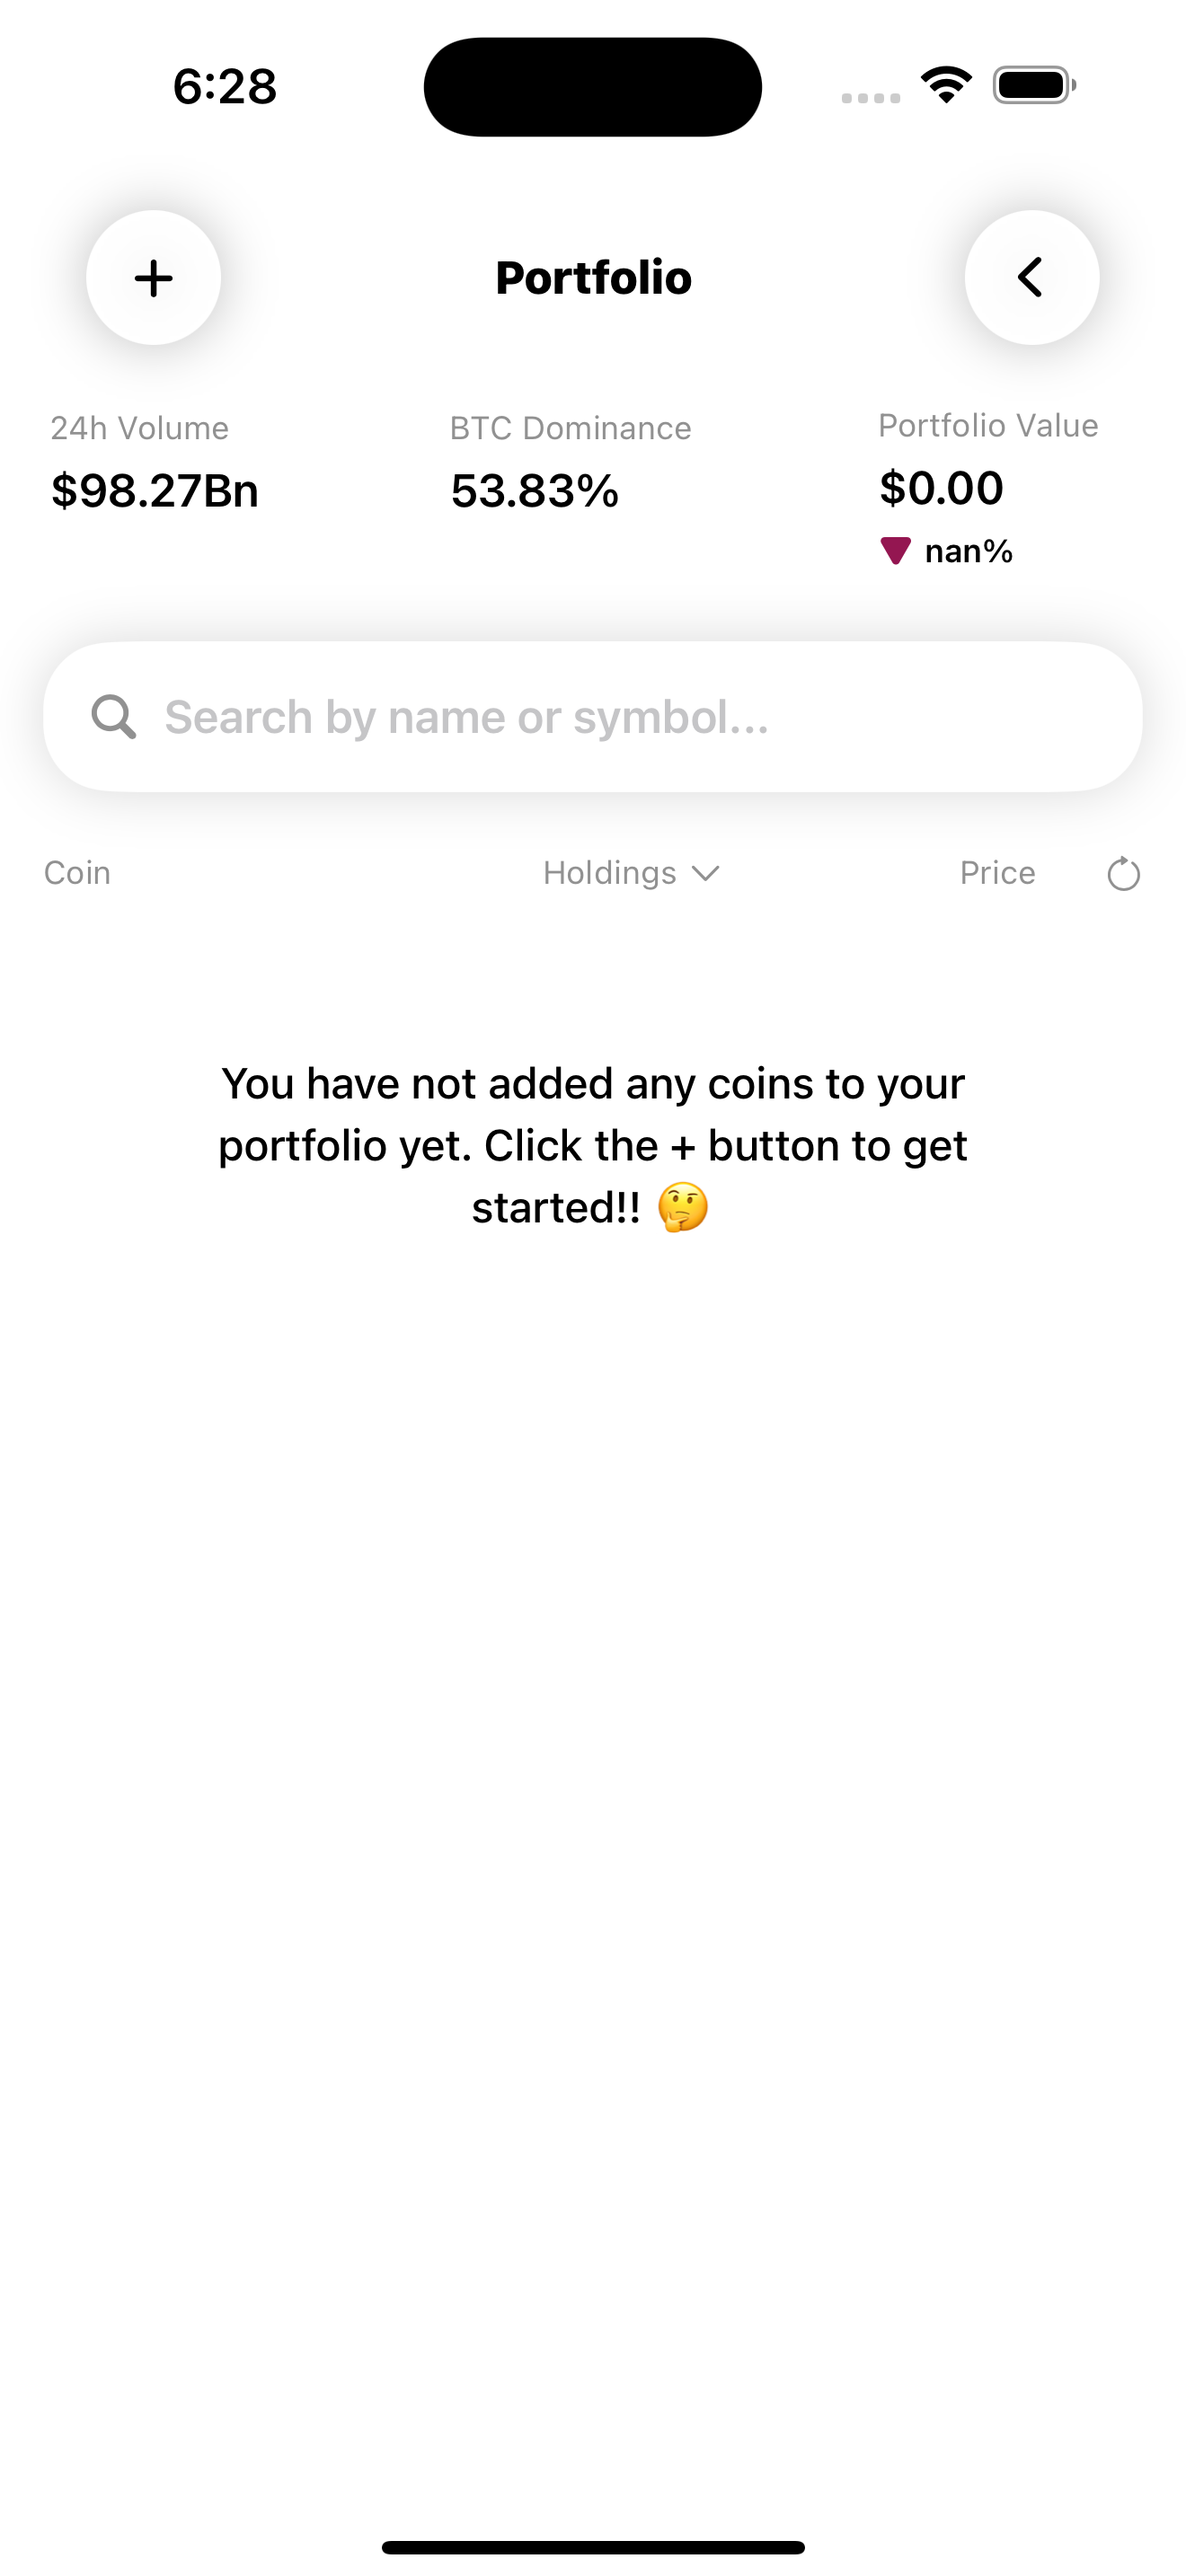 6:28
Portfolio
24h Volume
$98.27Bn
BTC Dominance
53.83%
Portfolio Value
$0.00
nan%
Search by name or symbol...
Coin
Holdings
Price
You have not added any coins to your
portfolio yet. Click the + button to get
started!! 🤔